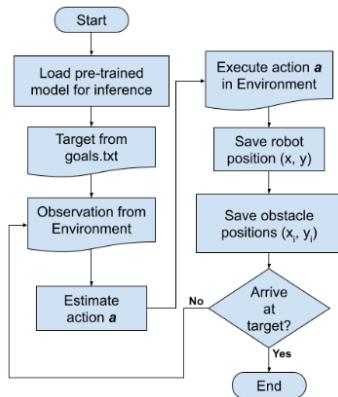 Start
Load pre-trained
model for inference
Target from
goals.txt
Observation from
Environment
Estimate
action a
Execute action a
in Environment
Save robot
position (x, y)
Save obstacle
positions (xᵢ, yᵢ)
Arrive
at
target?
No
Yes
End